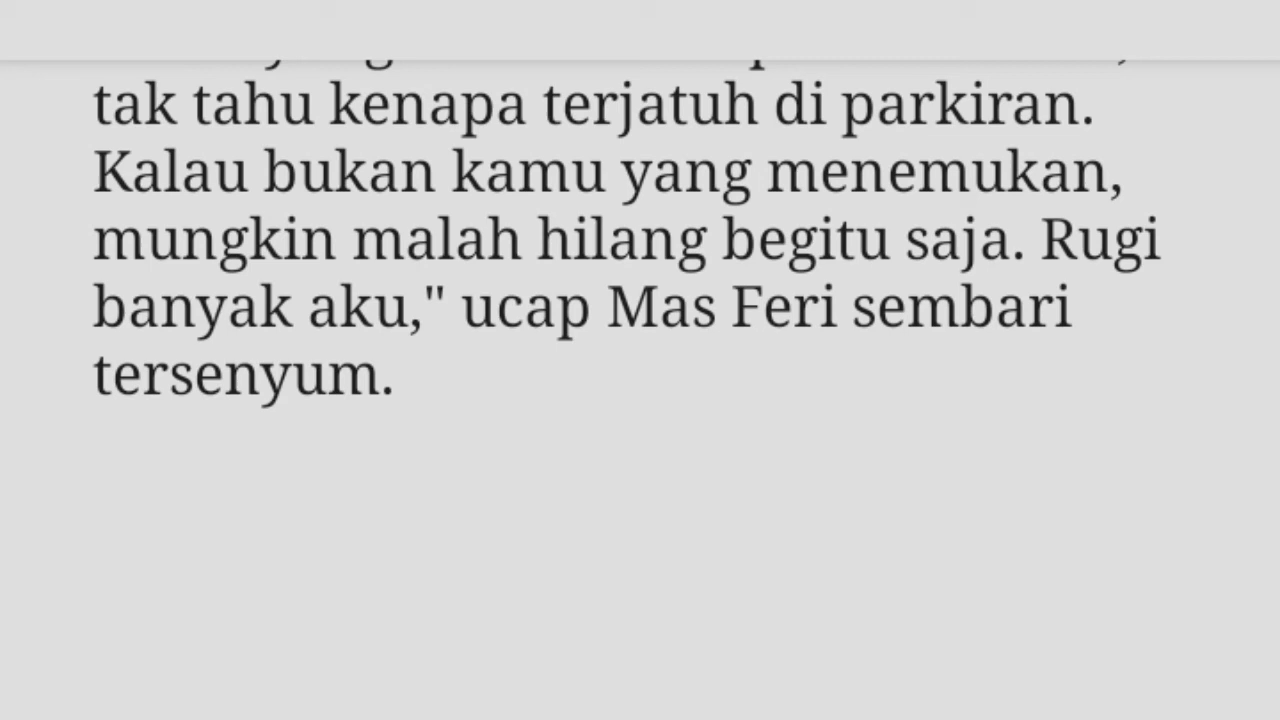 tak tahu kenapa terjatuh di parkiran.
Kalau bukan kamu yang menemukan,
mungkin malah hilang begitu saja. Rugi
banyak aku," ucap Mas Feri sembari
tersenyum.